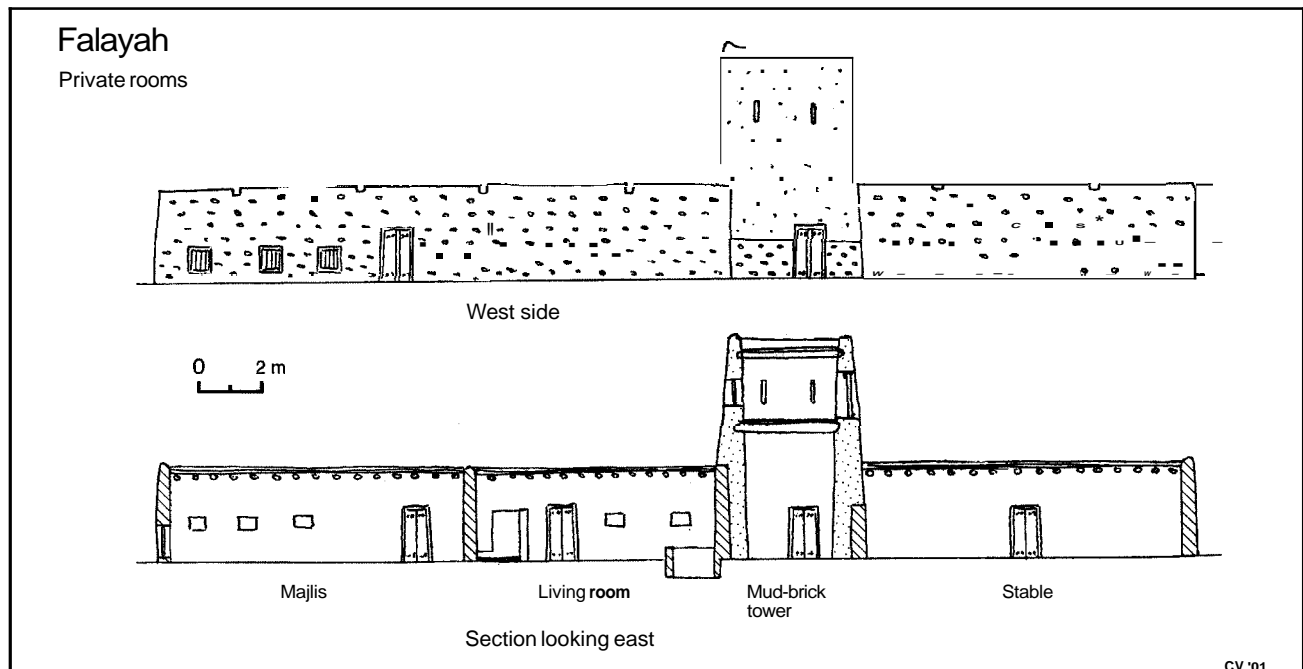 Falayah
Private rooms
West side
0 2 m
Majlis
Living room
Mud-brick
tower
Stable
Section looking east
CV '01